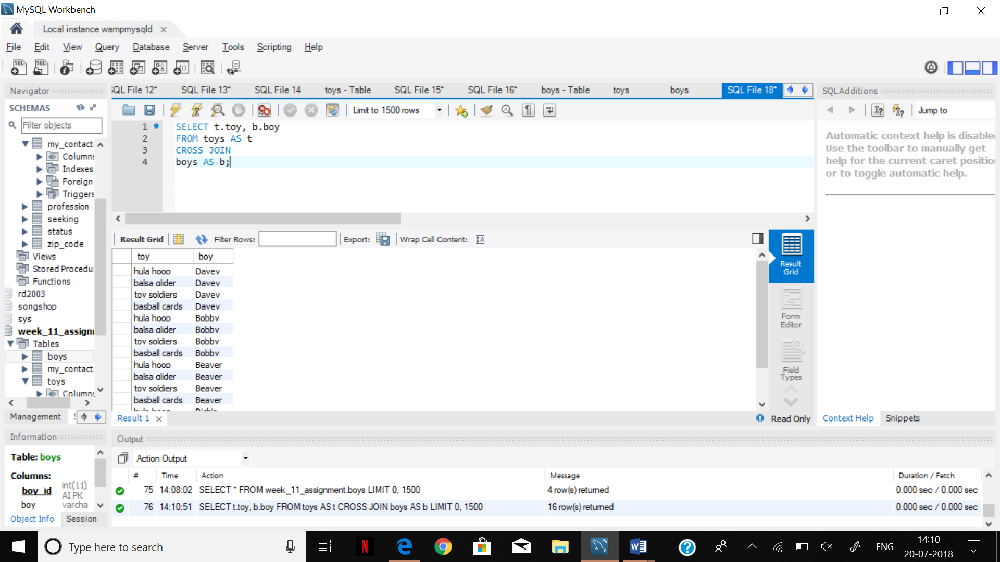 MySQL Workbench
Local instance wampmysqld
File Edit View Query Database Server Tools Scripting Help
Navigator
SCHEMAS
Filter objects
my_contact
Column
Indexes
Foreign
Triggers
profession
seeking
status
zip_code
Views
Stored Procedu
Functions
rd2003
songshop
sys
week_11_assign
Tables
boys
my_contact
toys
Column
Management
Information
Table: boys
Columns:
boy_id int(11) AI PK
boy varcha
Object Info Session
SQL File 12* SQL File 13* SQL File 14 toys - Table SQL File 15* SQL File 16* boys - Table toys boys SQL File 18*
Limit to 1500 rows
1 SELECT t.toy, b.boy
2 FROM toys AS t
3 CROSS JOIN
4 boys AS b;
Result Grid Filter Rows: Export: Wrap Cell Content:
toy boy
hula hoop Davey
balsa glider Davey
toy soldiers Davey
basball cards Davey
hula hoop Bobby
balsa glider Bobby
toy soldiers Bobby
basball cards Bobby
hula hoop Beaver
balsa glider Beaver
toy soldiers Beaver
basball cards Beaver
Result Grid
Form Editor
Field Types
Result 1 Read Only
SQLAdditions
Jump to
Automatic context help is disable
Use the toolbar to manually get
help for the current caret positio
or to toggle automatic help.
Context Help Snippets
Output
Action Output
# Time Action Message Duration / Fetch
75 14:08:02 SELECT * FROM week_11_assignment.boys LIMIT 0, 1500 4 row(s) returned 0.000 sec / 0.000 sec
76 14:10:51 SELECT t.toy, b.boy FROM toys AS t CROSS JOIN boys AS b LIMIT 0, 1500 16 row(s) returned 0.000 sec / 0.000 sec
Type here to search
ENG
14:10
20-07-2018